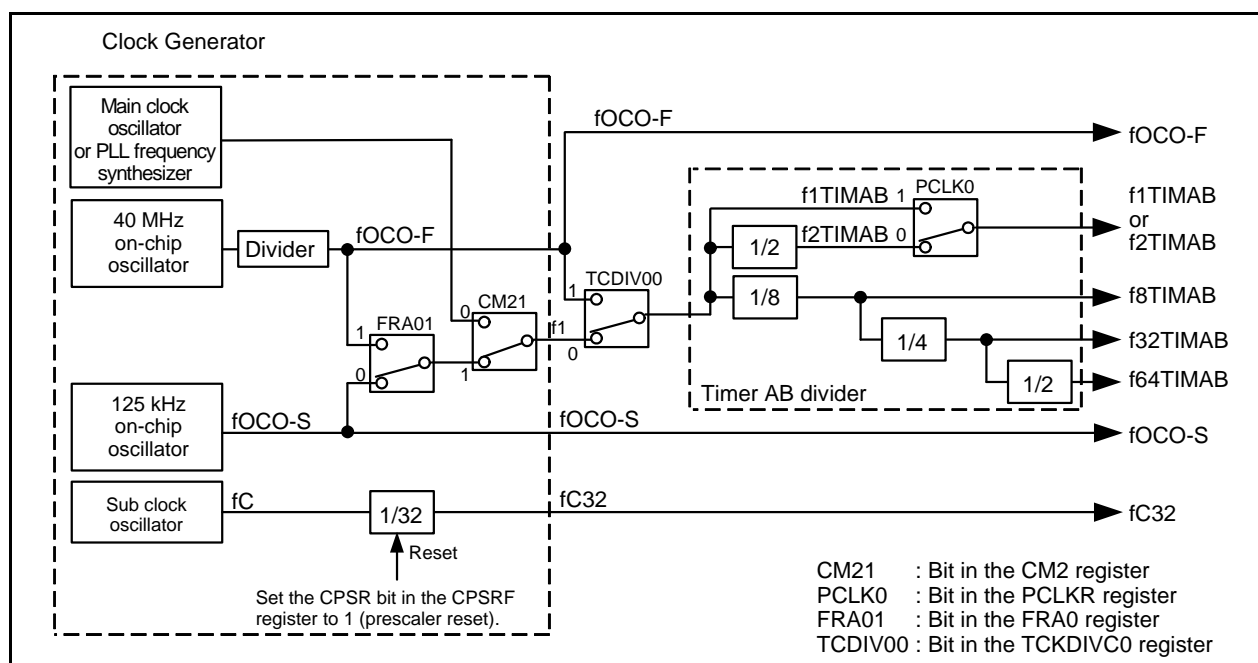 Clock Generator
Main clock
oscillator
or PLL frequency
synthesizer
fOCO-F
fOCO-F
40 MHz
on-chip
oscillator
Divider
fOCO-F
f1TIMAB 1
PCLK0
f1TIMAB
or
f2TIMAB
1/2
f2TIMAB 0
TCDIV00
1
0
f1
CM21
0
1
FRA01
1
0
1/8
f8TIMAB
1/4
f32TIMAB
1/2
f64TIMAB
Timer AB divider
125 kHz
on-chip
oscillator
fOCO-S
fOCO-S
fOCO-S
Sub clock
oscillator
fC
1/32
fC32
fC32
Reset
Set the CPSR bit in the CPSRF
register to 1 (prescaler reset).
CM21 : Bit in the CM2 register
PCLK0 : Bit in the PCLKR register
FRA01 : Bit in the FRA0 register
TCDIV00 : Bit in the TCKDIVC0 register